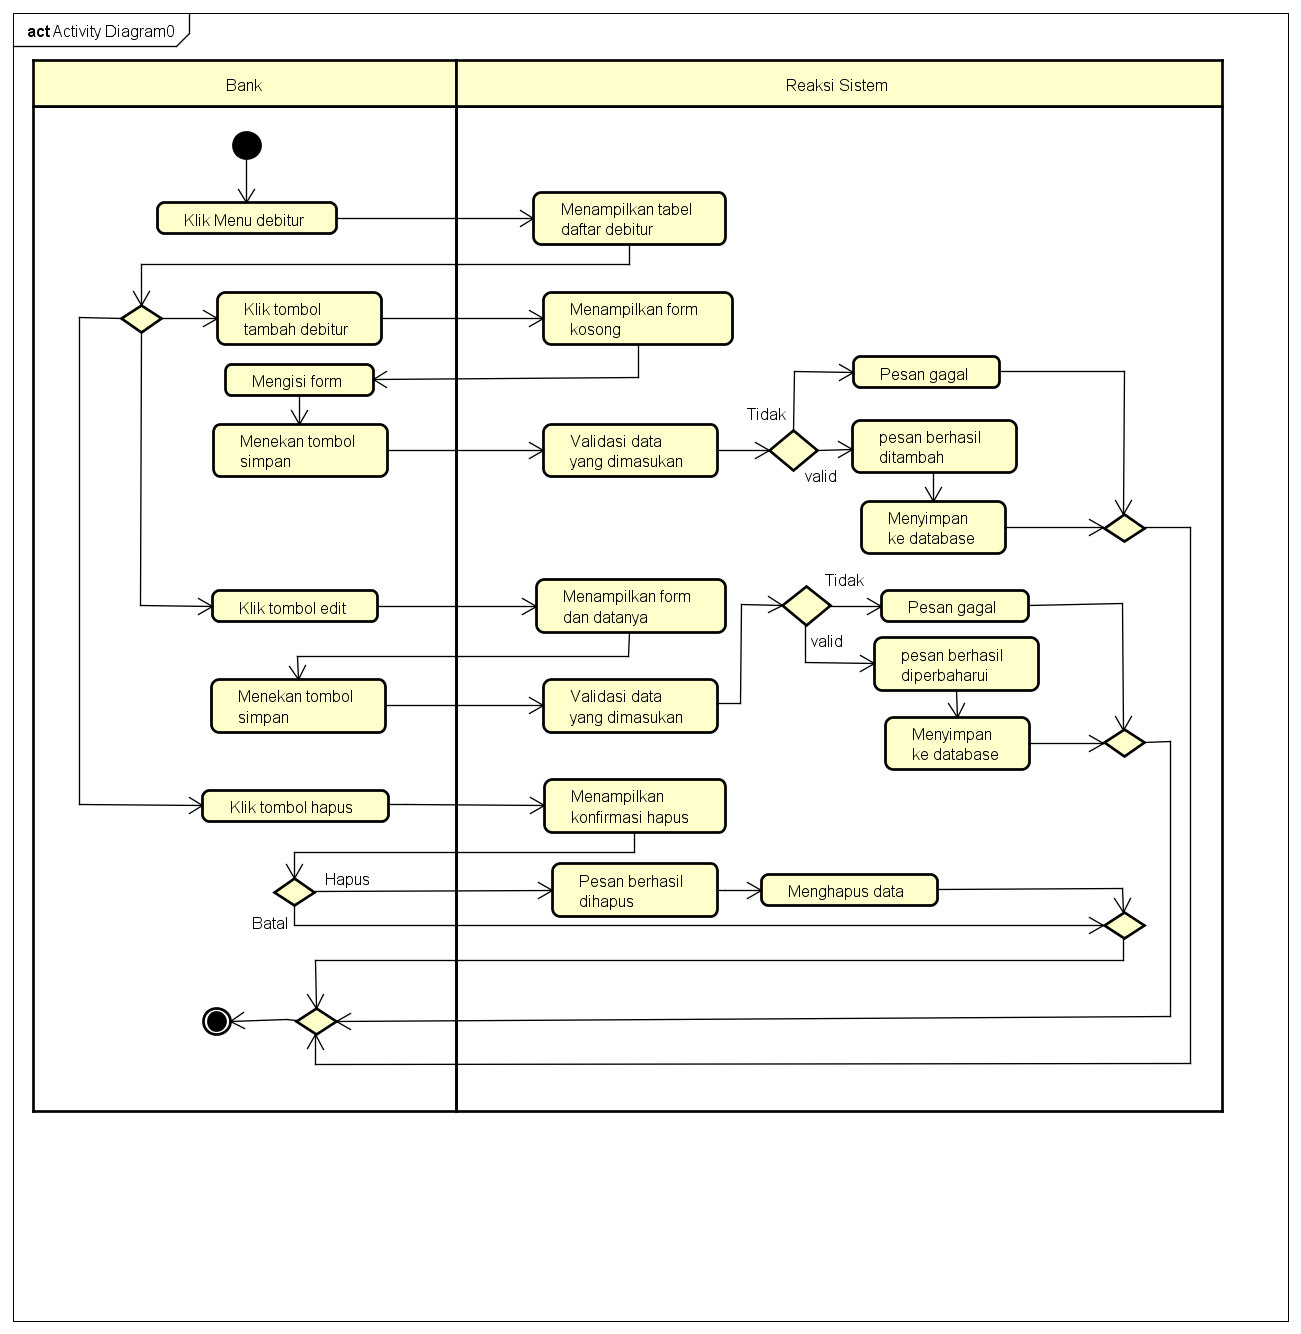 act Activity Diagram0
Bank
Reaksi Sistem
Klik Menu debitur
Menampilkan tabel
daftar debitur
Klik tombol
tambah debitur
Menampilkan form
kosong
Mengisi form
Pesan gagal
Tidak
Menekan tombol
simpan
Validasi data
yang dimasukan
valid
pesan berhasil
ditambah
Menyimpan
ke database
Klik tombol edit
Menampilkan form
dan datanya
Tidak
Pesan gagal
valid
pesan berhasil
diperbaharui
Menekan tombol
simpan
Validasi data
yang dimasukan
Menyimpan
ke database
Klik tombol hapus
Menampilkan
konfirmasi hapus
Hapus
Pesan berhasil
dihapus
Menghapus data
Batal